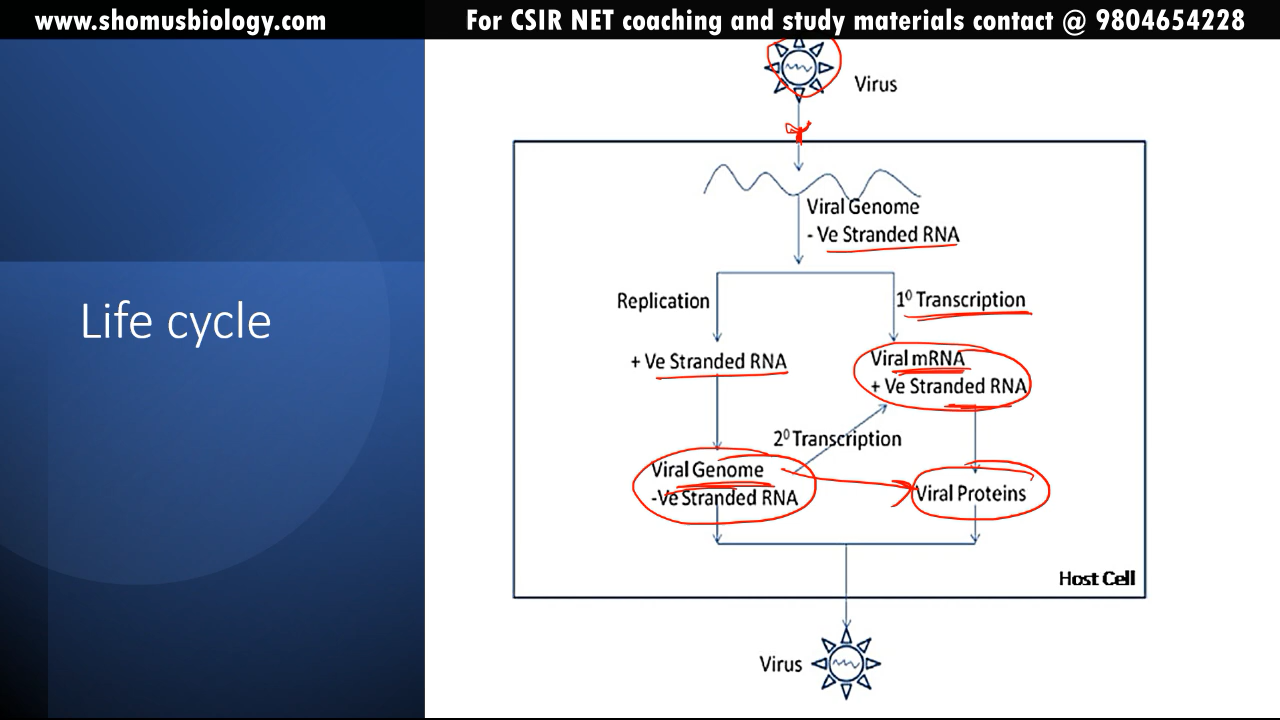 www.shomusbiology.com
For CSIR NET coaching and study materials contact @ 9804654228
Life cycle
Virus
Viral Genome
- Ve Stranded RNA
Replication
1⁰ Transcription
+ Ve Stranded RNA
Viral mRNA
+ Ve Stranded RNA
2⁰ Transcription
Viral Genome
-Ve Stranded RNA
Viral Proteins
Host Cell
Virus